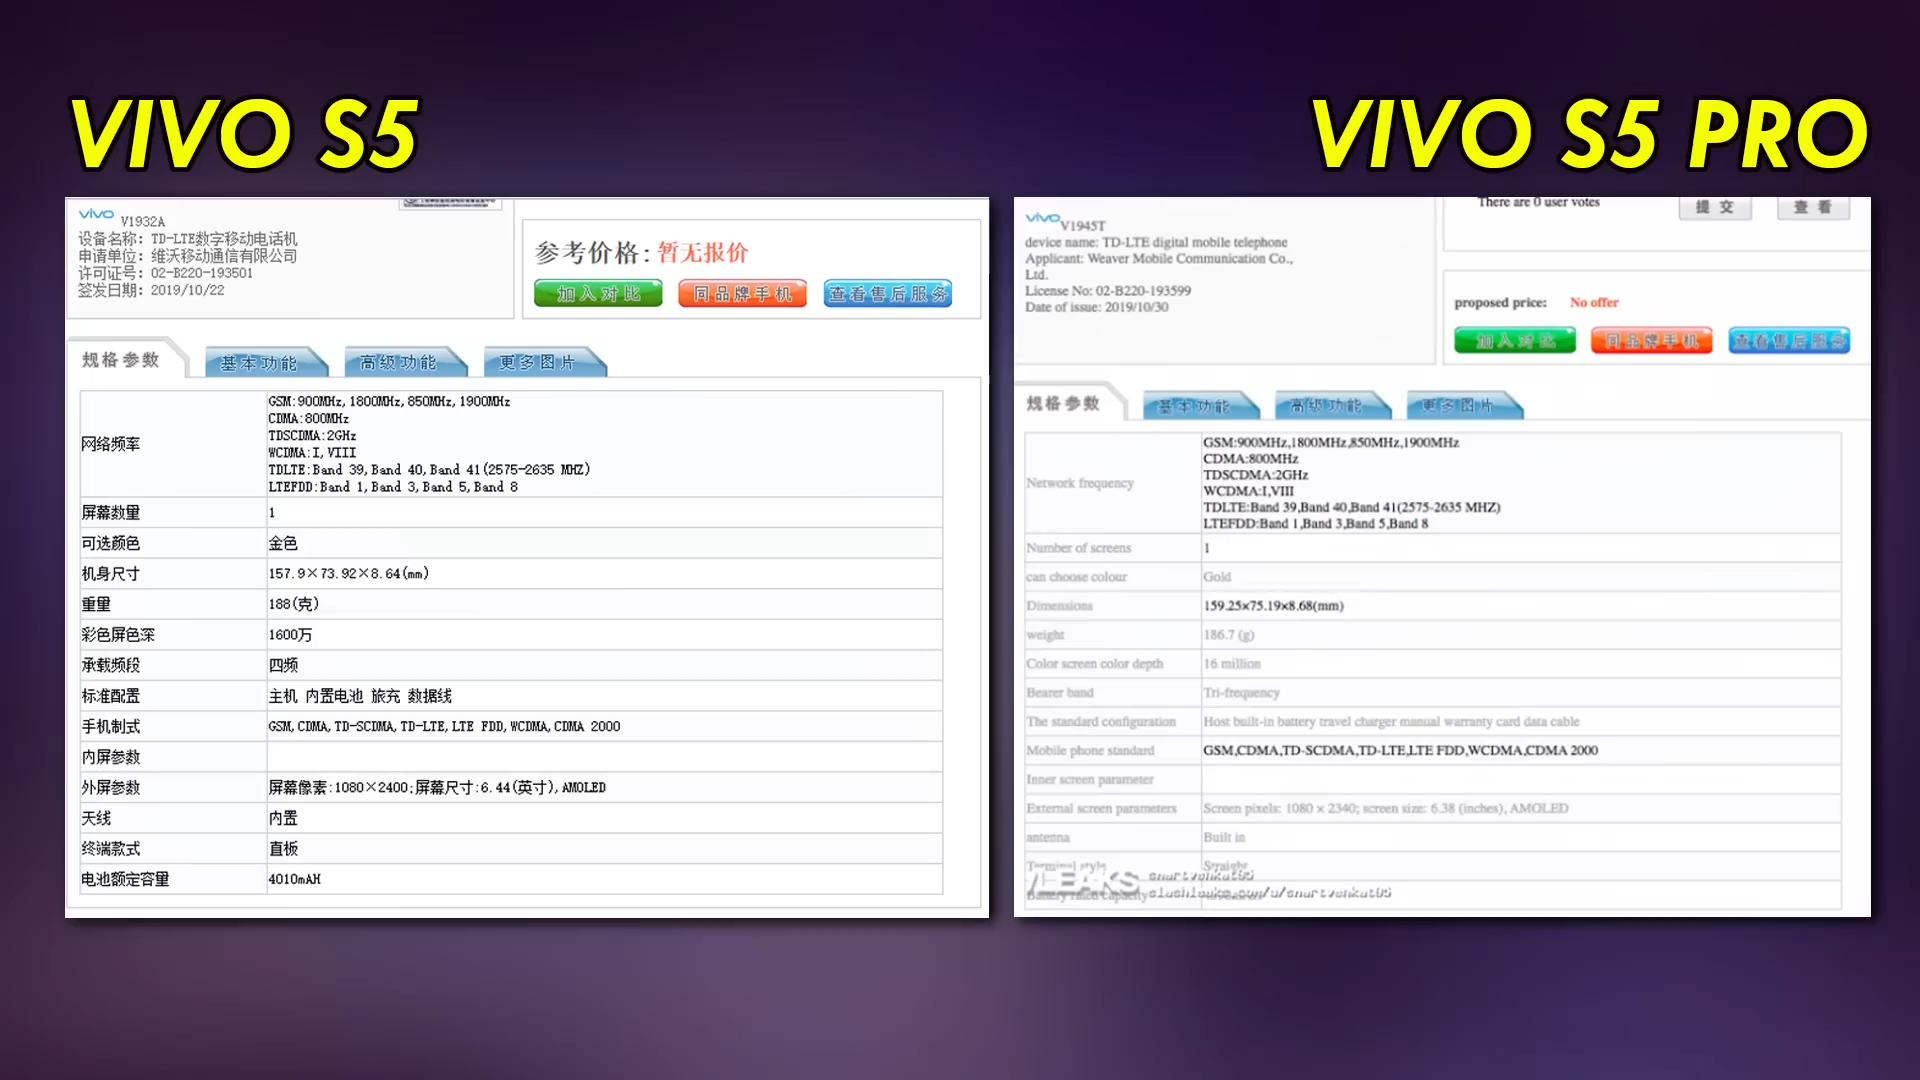 VIVO S5
VIVO S5 PRO
vivo V1932A
设备名称: TD-LTE数字移动电话机
申请单位: 维沃移动通信有限公司
许可证号: 02-B220-193501
签发日期: 2019/10/22
参考价格: 暂无报价
加入对比 同品牌手机 查看售后服务
规格参数 基本功能 高级功能 更多图片
网络频率
GSM:900MHz,1800MHz,850MHz,1900MHz
CDMA:800MHz
TDSCDMA:2GHz
WCDMA:I,VIII
TDLTE:Band 39,Band 40,Band 41(2575-2635 MHZ)
LTEFDD:Band 1,Band 3,Band 5,Band 8
屏幕数量 1
可选颜色 金色
机身尺寸 157.9×73.92×8.64(mm)
重量 188(克)
彩色屏色深 1600万
承载频段 四频
标准配置 主机 内置电池 旅充 数据线
手机制式 GSM,CDMA,TD-SCDMA,TD-LTE,LTE FDD,WCDMA,CDMA 2000
内屏参数
外屏参数 屏幕像素:1080×2400;屏幕尺寸:6.44(英寸),AMOLED
天线 内置
终端款式 直板
电池额定容量 4010mAH
There are 0 user votes 提交 查看
vivo V1945T
device name: TD-LTE digital mobile telephone
Applicant: Weaver Mobile Communication Co.,
Ltd.
License No: 02-B220-193599
Date of issue: 2019/10/30
proposed price: No offer
加入对比 同品牌手机 查看售后服务
规格参数 基本功能 高级功能 更多图片
Network frequency
GSM:900MHz,1800MHz,850MHz,1900MHz
CDMA:800MHz
TDSCDMA:2GHz
WCDMA:I,VIII
TDLTE:Band 39,Band 40,Band 41(2575-2635 MHZ)
LTEFDD:Band 1,Band 3,Band 5,Band 8
Number of screens 1
can choose colour Gold
Dimensions 159.25×75.19×8.68(mm)
weight 186.7 (g)
Color screen color depth 16 million
Bearer band Tri-frequency
The standard configuration Host built-in battery travel charger manual warranty card data cable
Mobile phone standard GSM,CDMA,TD-SCDMA,TD-LTE,LTE FDD,WCDMA,CDMA 2000
Inner screen parameter
External screen parameters Screen pixels: 1080 × 2340; screen size: 6.38 (inches), AMOLED
antenna Built in
Terminal style Straight
/LEAKS smartvenkat95
slashleaks.com/u/smartvenkat95
Battery rated capacity